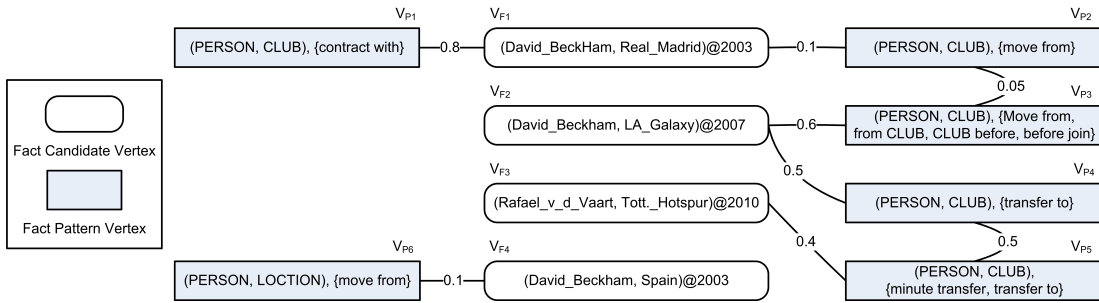 V_P1
V_F1
V_P2
(PERSON, CLUB), {contract with}
0.8
(David_BeckHam, Real_Madrid)@2003
0.1
(PERSON, CLUB), {move from}
0.05
V_F2
V_P3
(David_Beckham, LA_Galaxy)@2007
0.6
(PERSON, CLUB), {Move from,
from CLUB, CLUB before, before join}
Fact Candidate Vertex
0.5
V_F3
V_P4
(Rafael_v_d_Vaart, Tott._Hotspur)@2010
(PERSON, CLUB), {transfer to}
Fact Pattern Vertex
0.4
0.5
V_P6
V_F4
V_P5
(PERSON, LOCTION), {move from}
0.1
(David_Beckham, Spain)@2003
(PERSON, CLUB),
{minute transfer, transfer to}